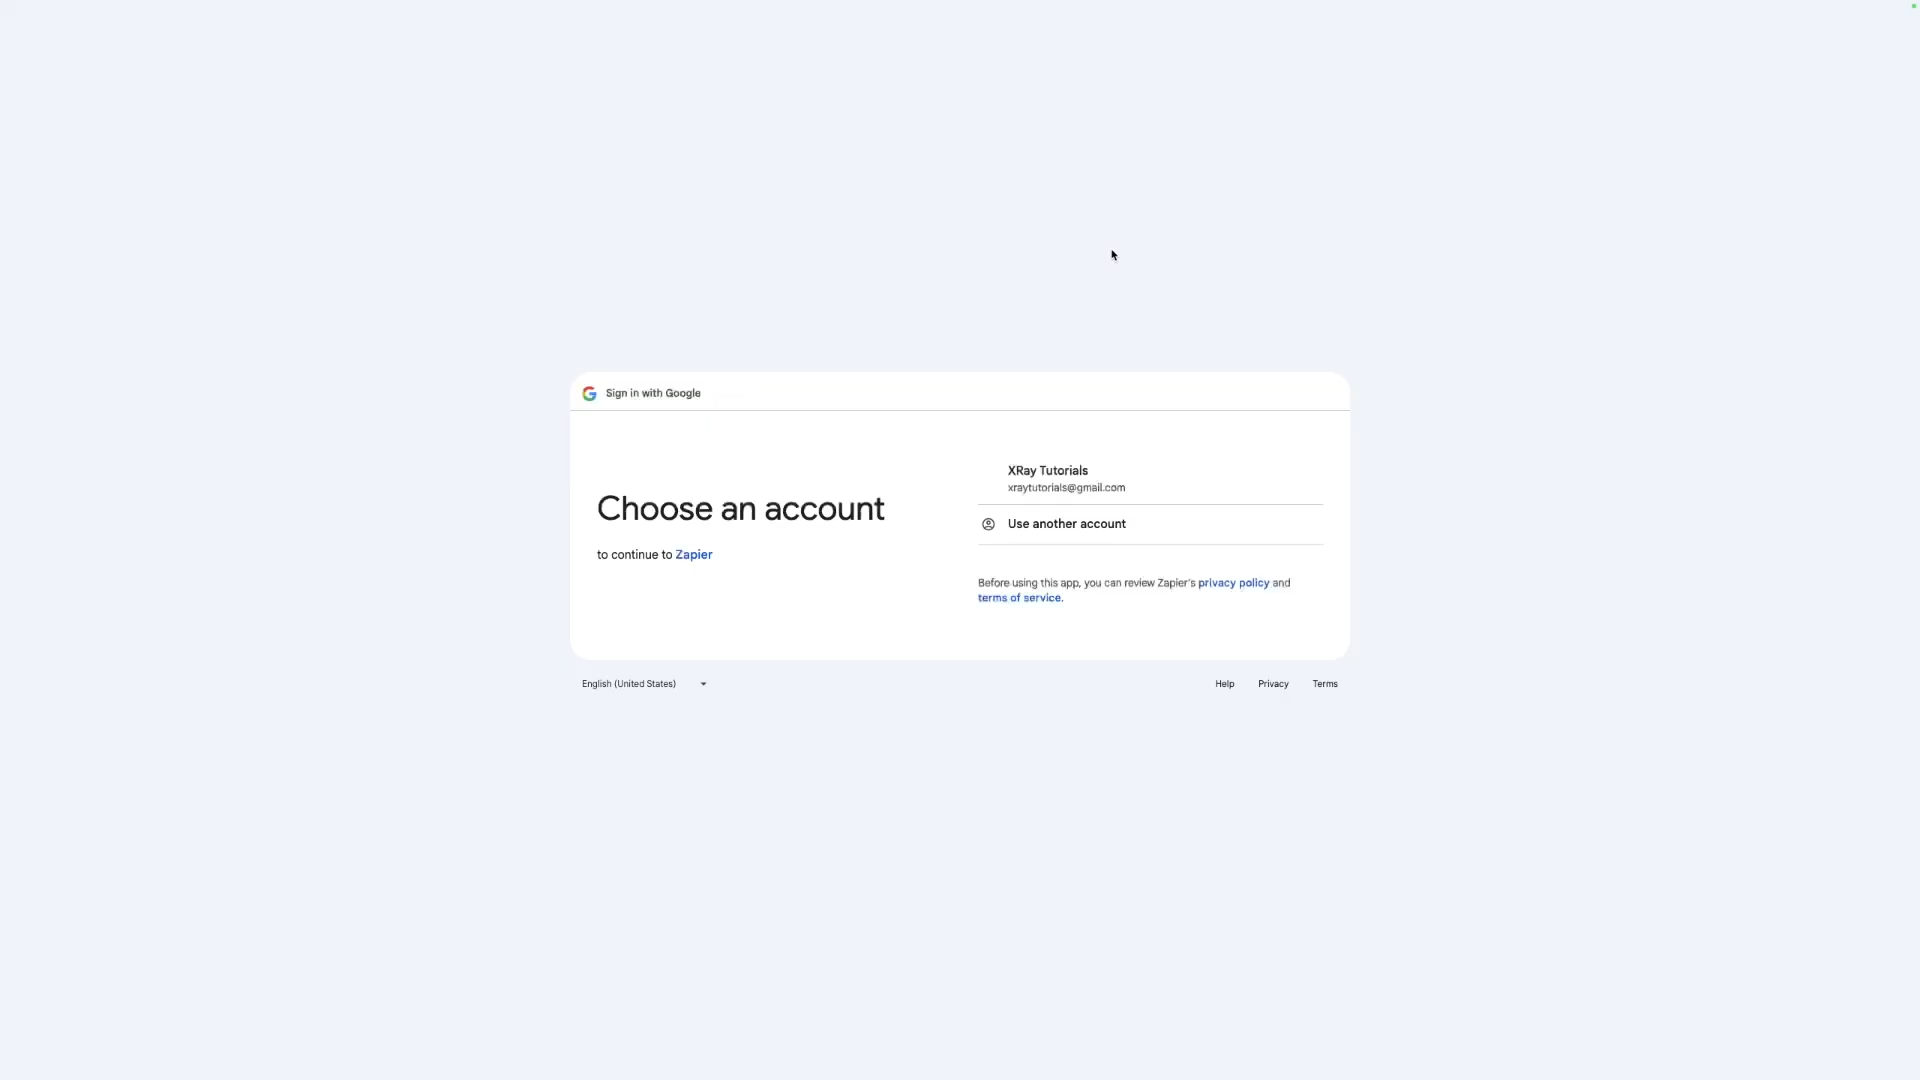 Sign in with Google
Choose an account
to continue to Zapier
XRay Tutorials
xraytutorials@gmail.com
Use another account
Before using this app, you can review Zapier's privacy policy and
terms of service.
English (United States)
Help
Privacy
Terms